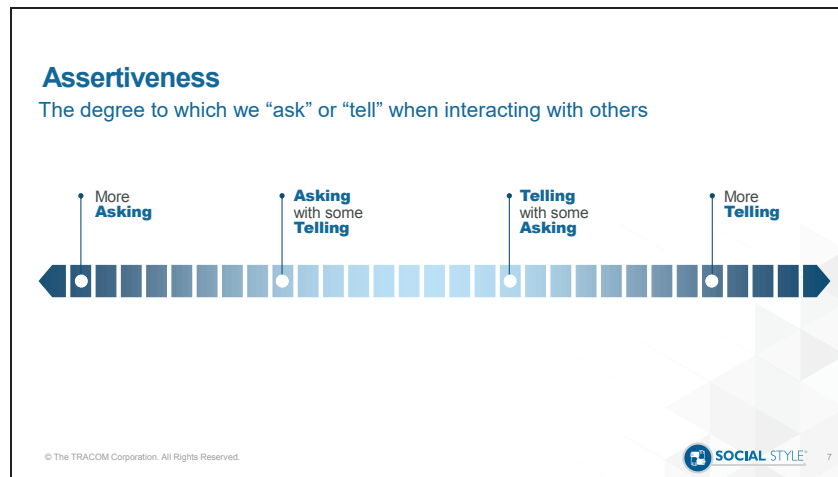 Assertiveness
The degree to which we “ask” or “tell” when interacting with others
More
Asking
Asking
with some
Telling
Telling
with some
Asking
More
Telling
© The TRACOM Corporation. All Rights Reserved.
SOCIAL STYLE®
7